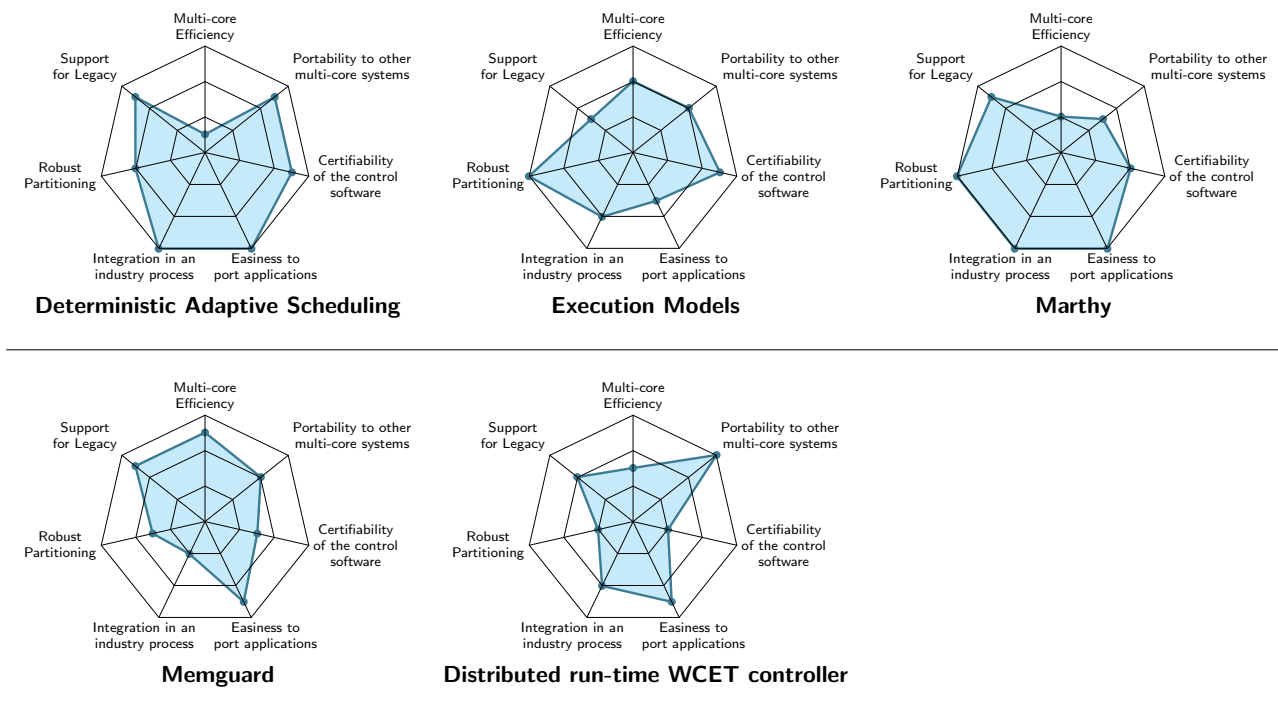 Multi-core
Efficiency
Portability to other
multi-core systems
Certifiability
of the control
software
Easiness to
port applications
Integration in an
industry process
Robust
Partitioning
Support
for Legacy
Deterministic Adaptive Scheduling
Multi-core
Efficiency
Portability to other
multi-core systems
Certifiability
of the control
software
Easiness to
port applications
Integration in an
industry process
Robust
Partitioning
Support
for Legacy
Execution Models
Multi-core
Efficiency
Portability to other
multi-core systems
Certifiability
of the control
software
Easiness to
port applications
Integration in an
industry process
Robust
Partitioning
Support
for Legacy
Marthy
Multi-core
Efficiency
Portability to other
multi-core systems
Certifiability
of the control
software
Easiness to
port applications
Integration in an
industry process
Robust
Partitioning
Support
for Legacy
Memguard
Multi-core
Efficiency
Portability to other
multi-core systems
Certifiability
of the control
software
Easiness to
port applications
Integration in an
industry process
Robust
Partitioning
Support
for Legacy
Distributed run-time WCET controller